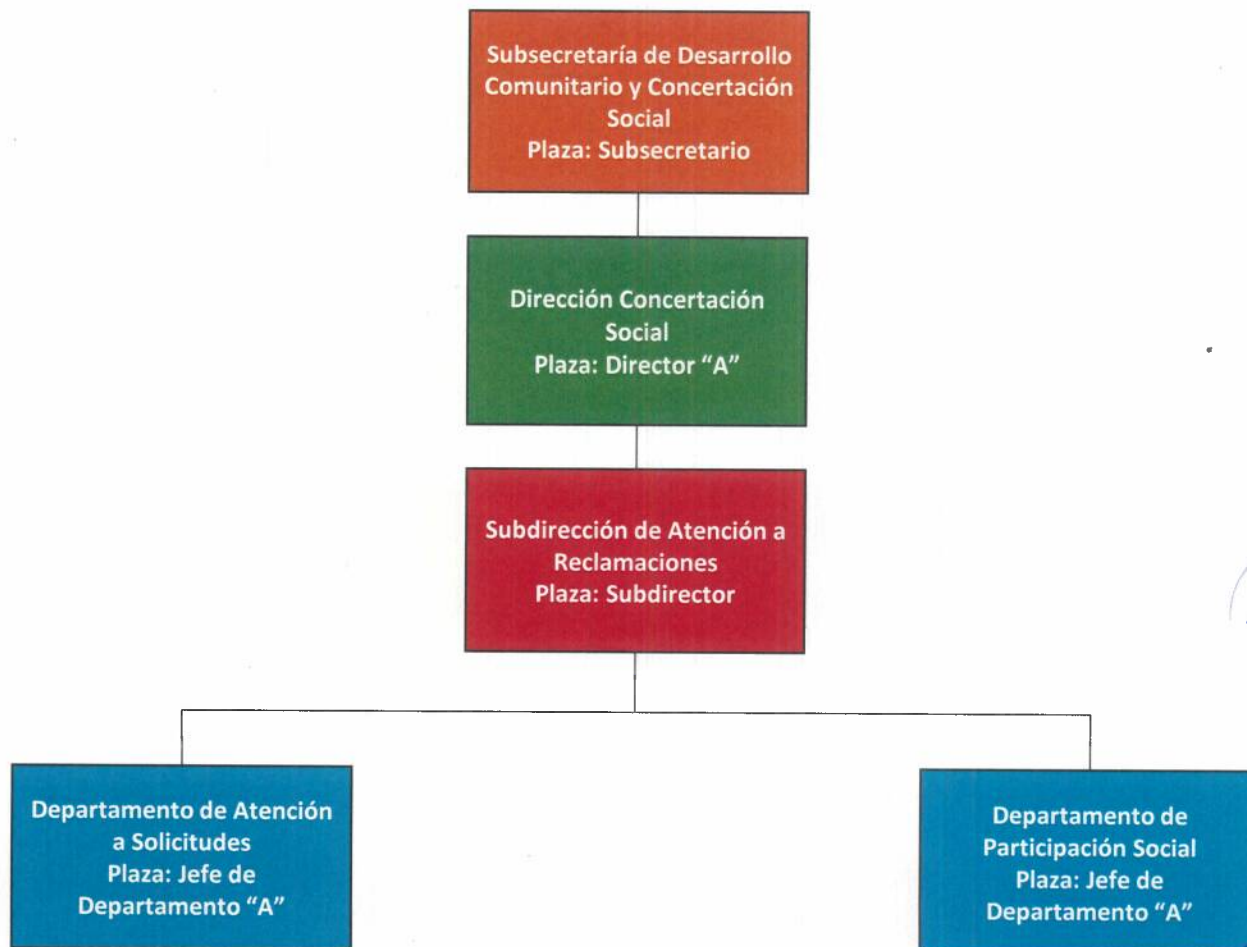 Subsecretaría de Desarrollo
Comunitario y Concertación
Social
Plaza: Subsecretario
Dirección Concertación
Social
Plaza: Director “A”
Subdirección de Atención a
Reclamaciones
Plaza: Subdirector
Departamento de Atención
a Solicitudes
Plaza: Jefe de
Departamento “A”
Departamento de
Participación Social
Plaza: Jefe de
Departamento “A”